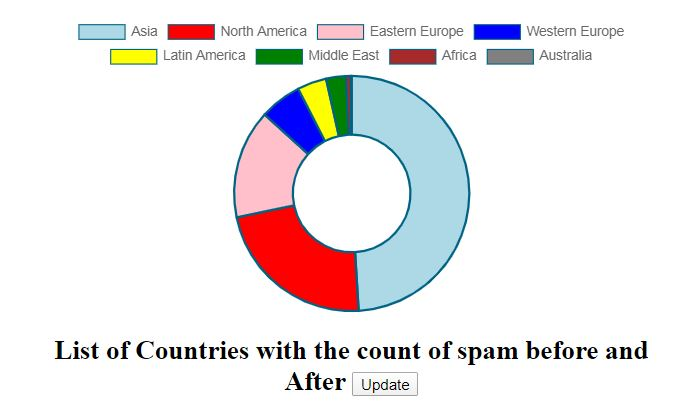 Asia North America Eastern Europe Western Europe
Latin America Middle East Africa Australia
List of Countries with the count of spam before and
After Update